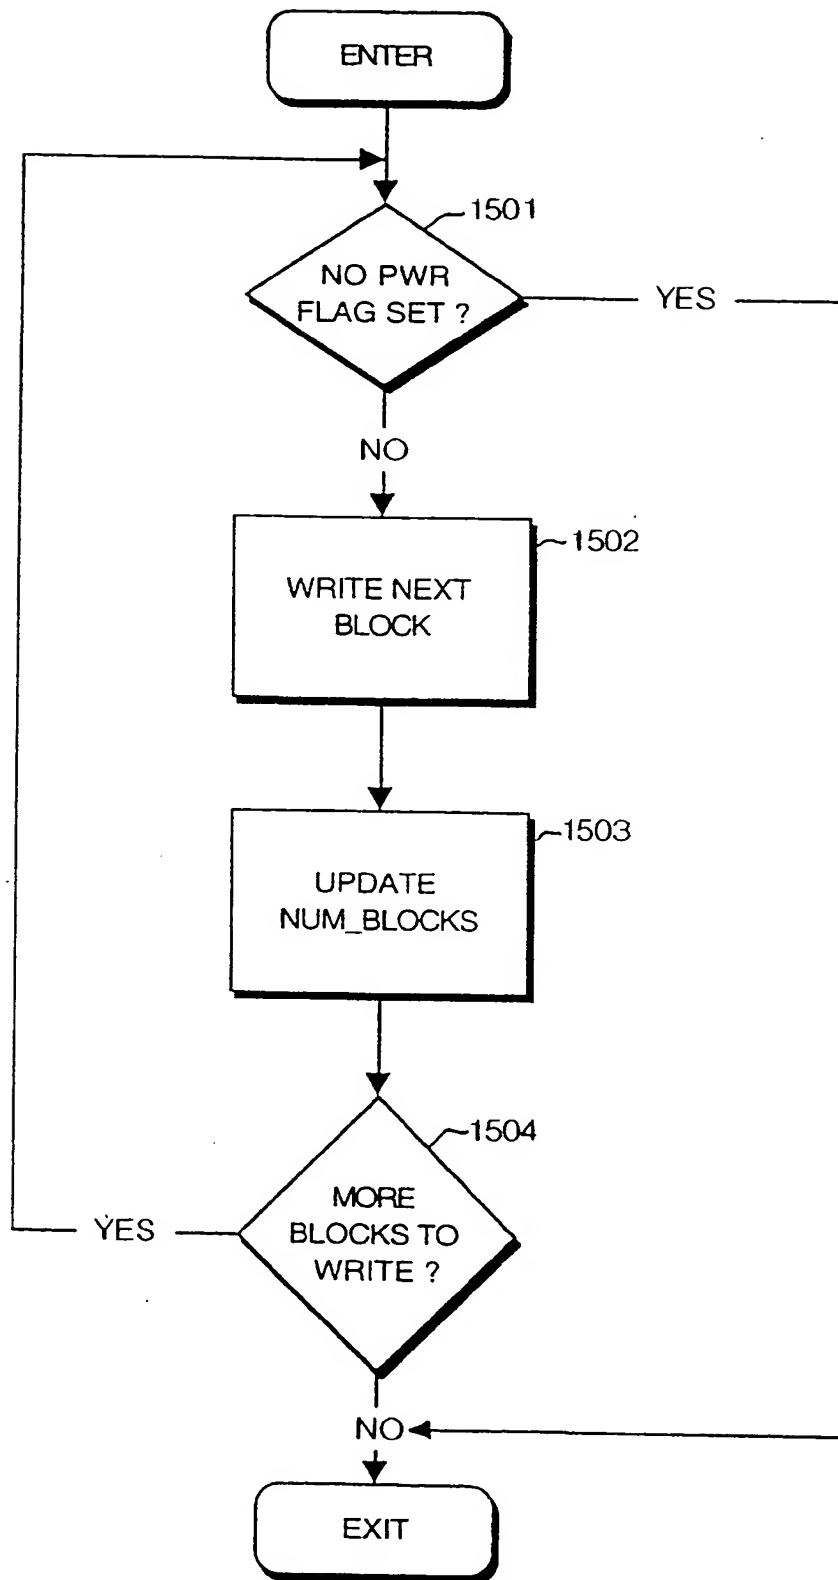 ENTER
1501
NO PWR
FLAG SET ?
YES
NO
1502
WRITE NEXT
BLOCK
1503
UPDATE
NUM_BLOCKS
1504
MORE
BLOCKS TO
WRITE ?
YES
NO
EXIT